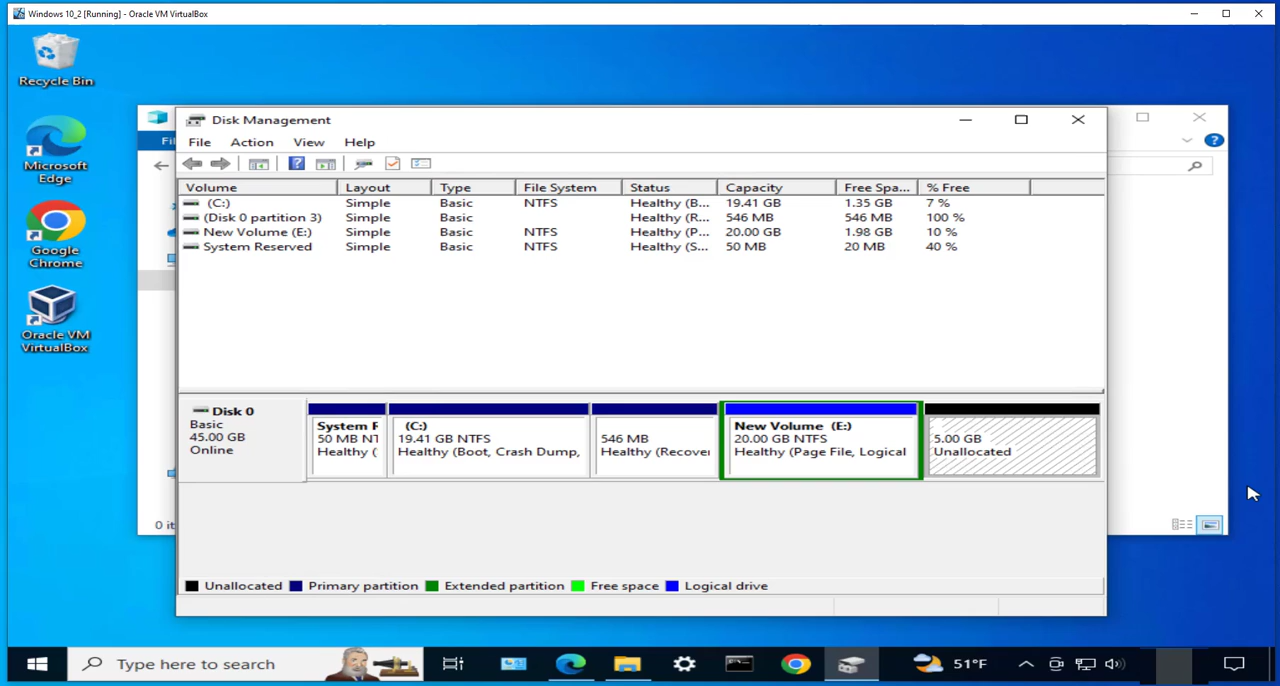 Windows 10_2 [Running] - Oracle VM VirtualBox
Recycle Bin
Microsoft
Edge
Google
Chrome
Oracle VM
VirtualBox
Disk Management
File Action View Help
Volume Layout Type File System Status Capacity Free Spa... % Free
(C:) Simple Basic NTFS Healthy (B... 19.41 GB 1.35 GB 7 %
(Disk 0 partition 3) Simple Basic Healthy (R... 546 MB 546 MB 100 %
New Volume (E:) Simple Basic NTFS Healthy (P... 20.00 GB 1.98 GB 10 %
System Reserved Simple Basic NTFS Healthy (S... 50 MB 20 MB 40 %
Disk 0
Basic
45.00 GB
Online
System R
50 MB NT
Healthy (
(C:)
19.41 GB NTFS
Healthy (Boot, Crash Dump,
546 MB
Healthy (Recover
New Volume (E:)
20.00 GB NTFS
Healthy (Page File, Logical
5.00 GB
Unallocated
0 it
Unallocated Primary partition Extended partition Free space Logical drive
Type here to search
51°F